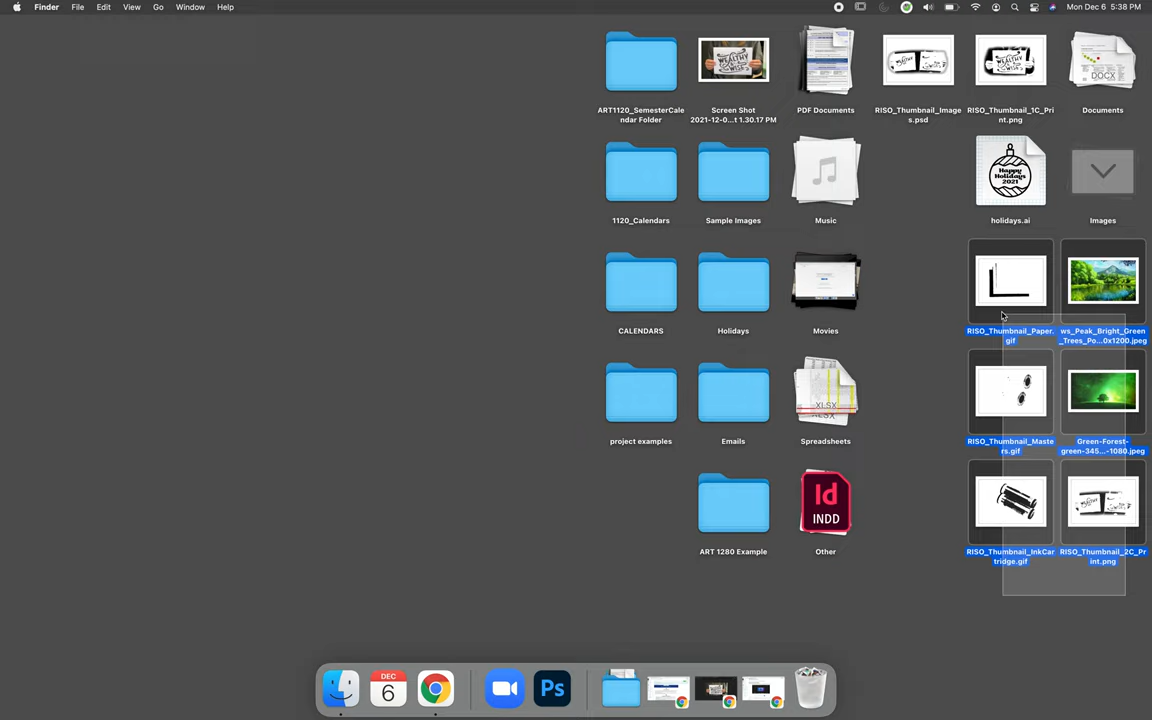 Finder File Edit View Go Window Help
Mon Dec 6 5:38 PM
ART1120_SemesterCale
ndar Folder
Screen Shot
2021-12-0...t 1.30.17 PM
PDF Documents
RISO_Thumbnail_Image
s.psd
RISO_Thumbnail_1C_Pri
nt.png
DOCX
Documents
1120_Calendars
Sample Images
Music
Happy
Holidays
2021
holidays.ai
Images
CALENDARS
Holidays
Movies
RISO_Thumbnail_Paper.
gif
ws_Peak_Bright_Green
_Trees_Po...0x1200.jpeg
project examples
Emails
XLSX
Spreadsheets
RISO_Thumbnail_Maste
rs.gif
Green-Forest-
green-345...-1080.jpeg
ART 1280 Example
Id
INDD
Other
RISO_Thumbnail_InkCar
tridge.gif
RISO_Thumbnail_2C_Pr
int.png
DEC
6
Ps